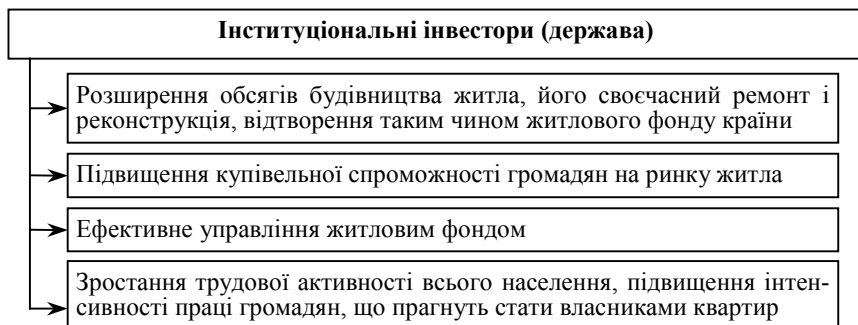 Інституціональні інвестори (держава)
Розширення обсягів будівництва житла, його своєчасний ремонт і
реконструкція, відтворення таким чином житлового фонду країни
Підвищення купівельної спроможності громадян на ринку житла
Ефективне управління житловим фондом
Зростання трудової активності всього населення, підвищення інтен-
сивності праці громадян, що прагнуть стати власниками квартир